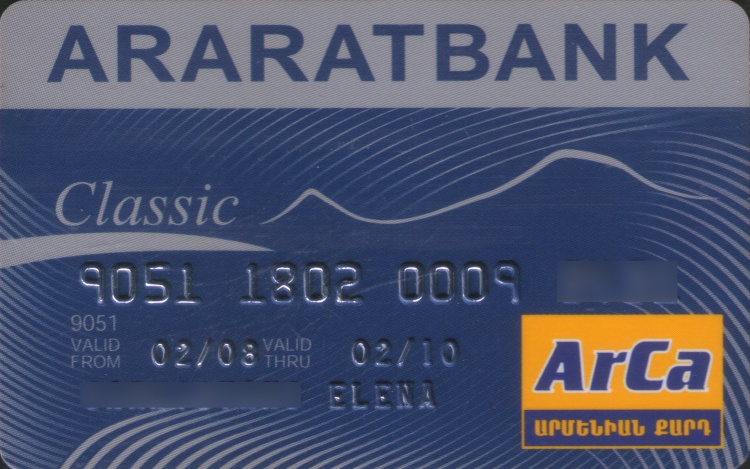 ARARATBANK
Classic
9051 1802 0009
9051
VALID FROM 02/08 VALID THRU 02/10
ELENA
ArCa
ԱՐՄԵՆԻԱՆ ՔԱՐԴ